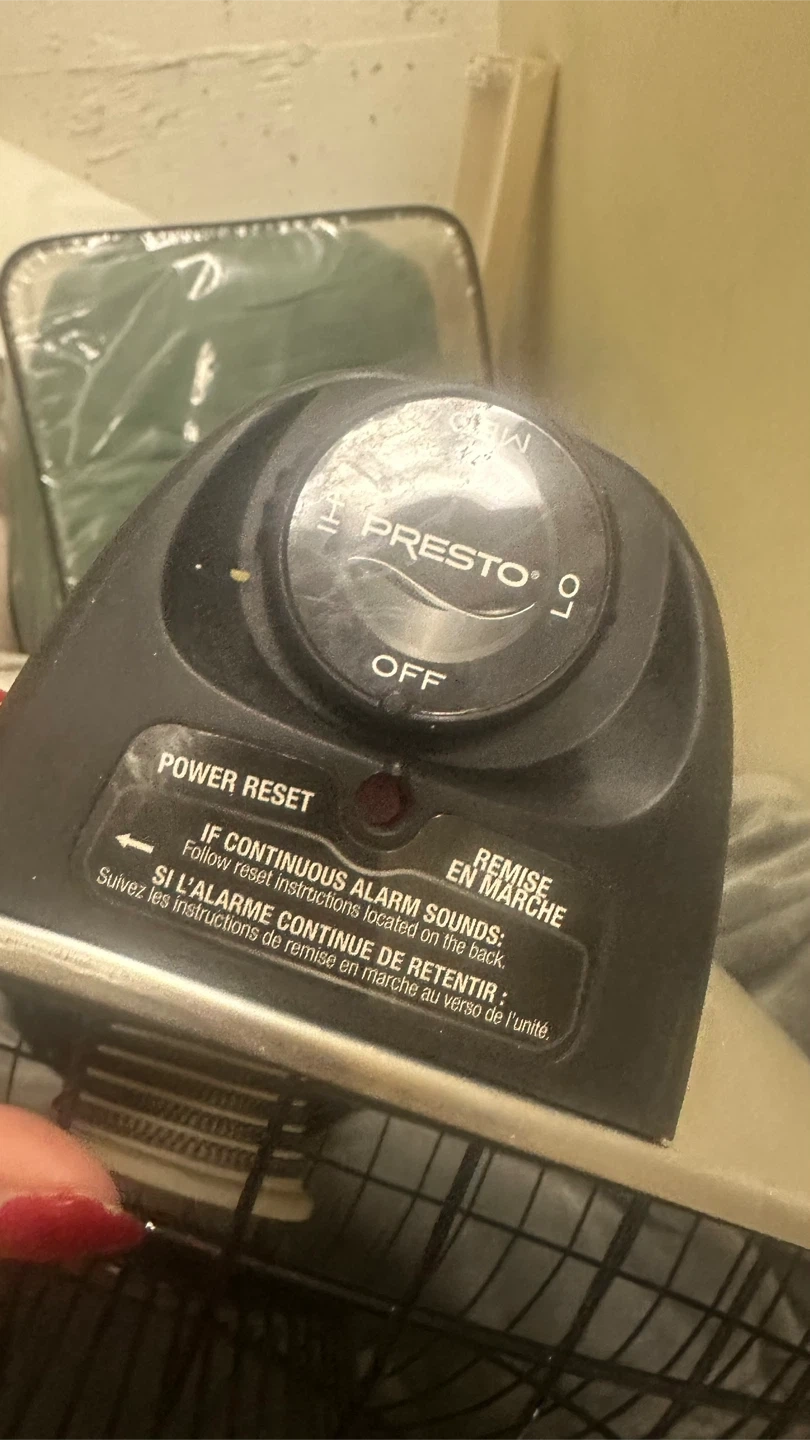 MED
HI
PRESTO®
LO
OFF
POWER RESET
IF CONTINUOUS ALARM SOUNDS:
Follow reset instructions located on the back.
SI L'ALARME CONTINUE DE RETENTIR :
Suivez les instructions de remise en marche au verso de l'unité.
REMISE
EN MARCHE